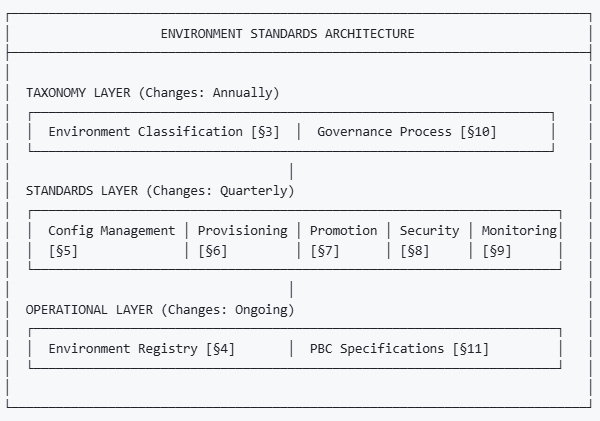 ENVIRONMENT STANDARDS ARCHITECTURE
TAXONOMY LAYER (Changes: Annually)
Environment Classification [§3] │ Governance Process [§10]
STANDARDS LAYER (Changes: Quarterly)
Config Management │ Provisioning │ Promotion │ Security │ Monitoring
[§5] │ [§6] │ [§7] │ [§8] │ [§9]
OPERATIONAL LAYER (Changes: Ongoing)
Environment Registry [§4] │ PBC Specifications [§11]